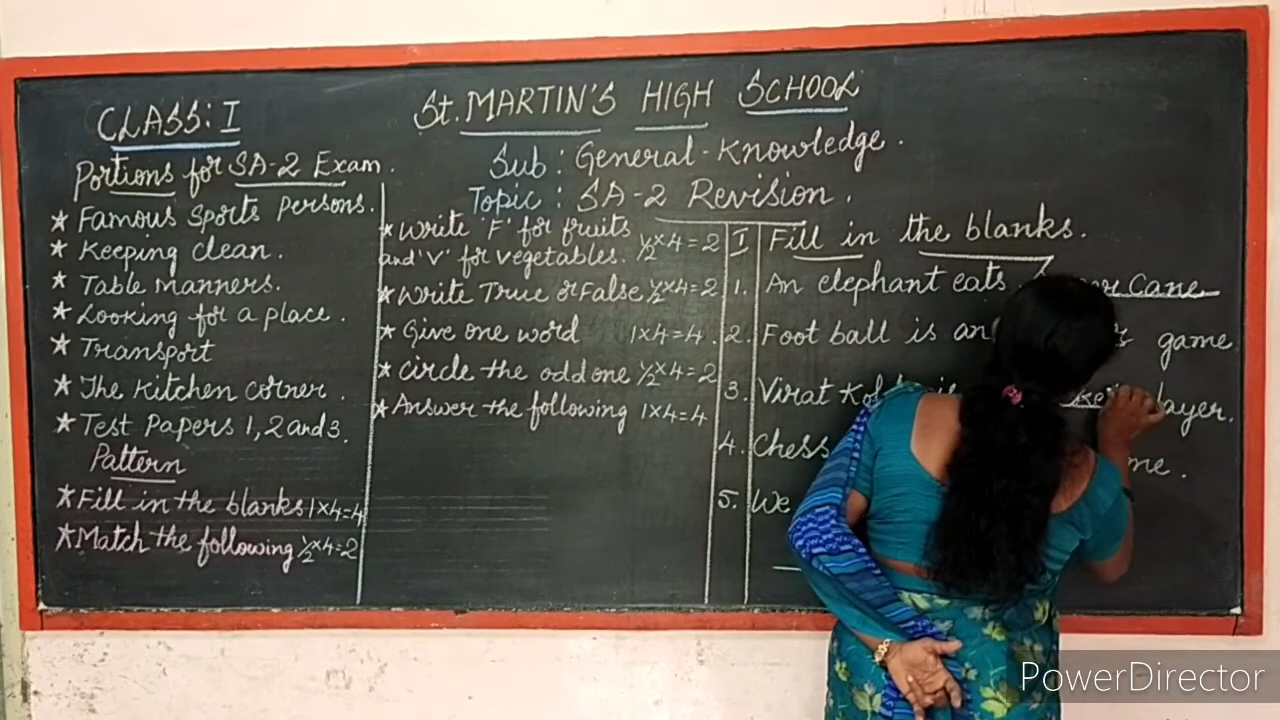 CLASS: I
St. MARTIN'S HIGH SCHOOL
Sub : General-Knowledge.
Topic : SA-2 Revision.
Portions for SA-2 Exam.
★ Famous Sports Persons.
★ Keeping clean.
★ Table manners.
★ Looking for a place.
★ Transport
★ The Kitchen corner.
★ Test Papers 1, 2 and 3.
Pattern
★ Fill in the blanks 1×4=4
★ Match the following ½×4=2
★ Write 'F' for fruits
and 'V' for vegetables. ½×4=2
★ Write True or False ½×4=2
★ Give one word 1×4=4.
★ Circle the odd one ½×4=2
★ Answer the following 1×4=4
I Fill in the blanks.
1. An elephant eats Cane
2. Foot ball is an game
3. Virat
4. Chess
5. We
PowerDirector